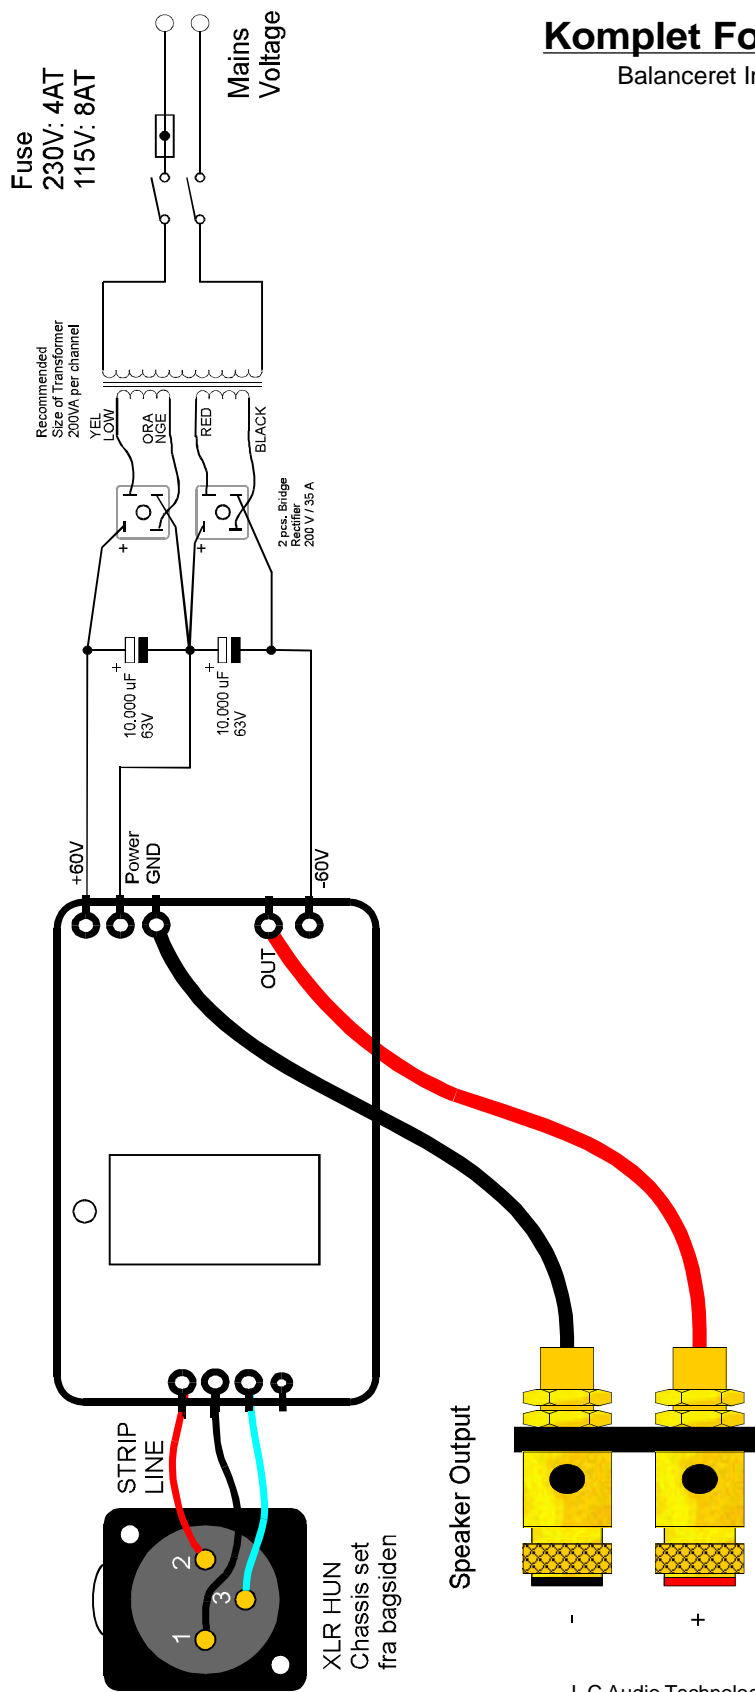 Komplet Fo
Balanceret In
Mains
Voltage
Fuse
230V: 4AT
115V: 8AT
Recommended
Size of Transformer
200VA per channel
YEL
LOW
ORA
NGE
RED
BLACK
+
+
2 pcs. Bridge
Rectifier
200 V / 35 A
+
10.000 uF
63V
+
10.000 uF
63V
+60V
Power
GND
-60V
OUT
STRIP
LINE
2
3
1
XLR HUN
Chassis set
fra bagsiden
Speaker Output
-
+
L C Audio Technolog